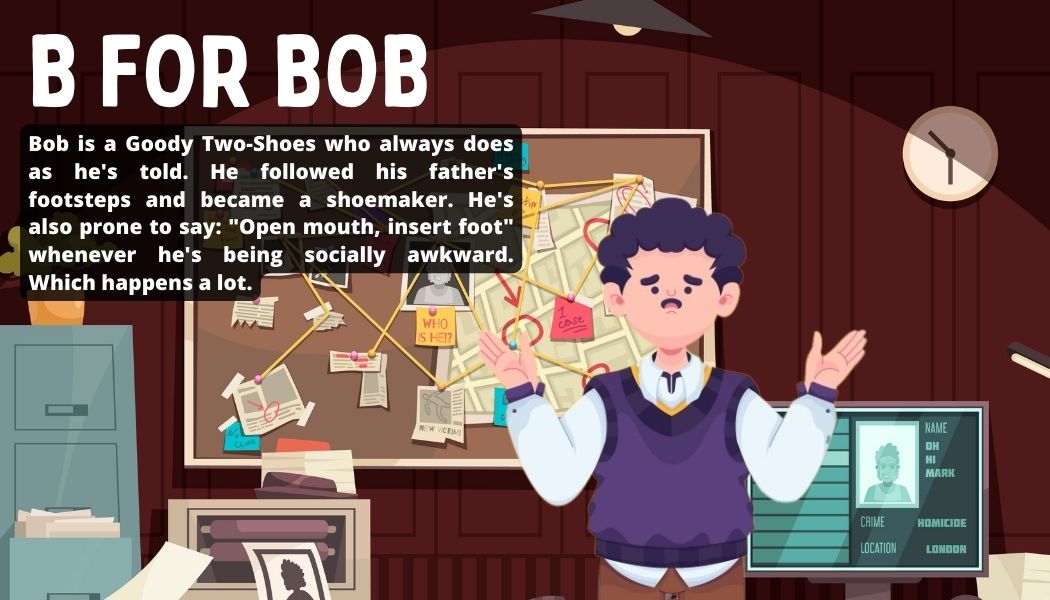 B FOR BOB
Bob is a Goody Two-Shoes who always does
as he's told. He followed his father's
footsteps and became a shoemaker. He's
also prone to say: "Open mouth, insert foot"
whenever he's being socially awkward.
Which happens a lot.
WHO
IS HE!?
1
case
NEW VICTIM!
NAME
OH
HI
MARK
CRIME HOMICIDE
LOCATION LONDON